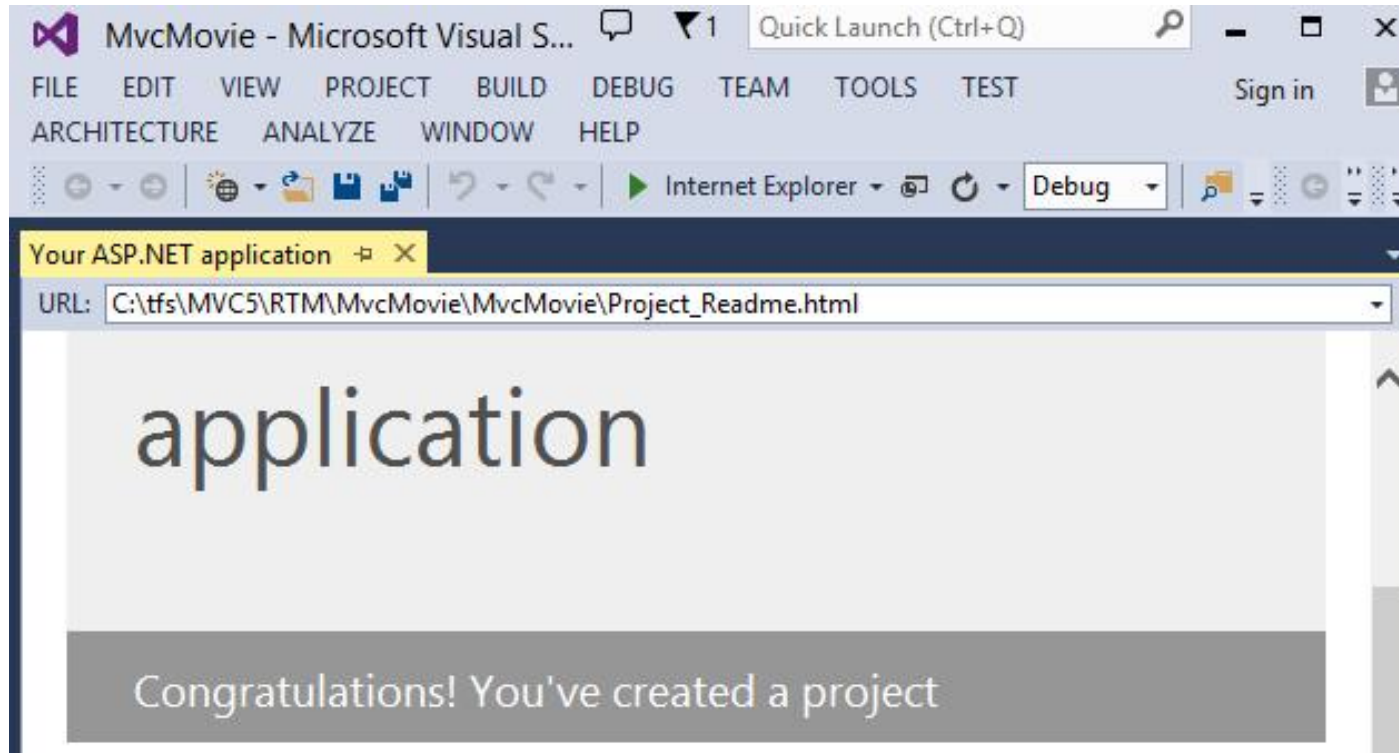 MvcMovie - Microsoft Visual S... 1 Quick Launch (Ctrl+Q)
FILE EDIT VIEW PROJECT BUILD DEBUG TEAM TOOLS TEST Sign in
ARCHITECTURE ANALYZE WINDOW HELP
Internet Explorer Debug
Your ASP.NET application
URL: C:\tfs\MVC5\RTM\MvcMovie\MvcMovie\Project_Readme.html
application
Congratulations! You've created a project